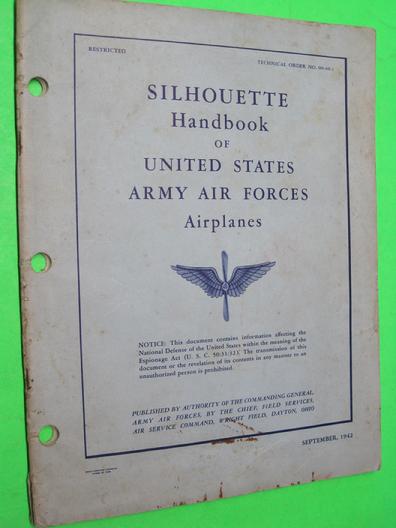 RESTRICTED
TECHNICAL ORDER NO.
SILHOUETTE
Handbook
OF
UNITED STATES
ARMY AIR FORCES
Airplanes
NOTICE: This document contains information affecting the
National Defense of the United States within the meaning of the
Espionage Act (U. S. C. 50:31:32). The transmission of this
document or the revelation of its contents in any manner to an
unauthorized person is prohibited.
PUBLISHED BY AUTHORITY OF THE COMMANDING GENERAL,
ARMY AIR FORCES, BY THE CHIEF, FIELD SERVICES,
AIR SERVICE COMMAND, WRIGHT FIELD, DAYTON, OHIO
SEPTEMBER, 1942